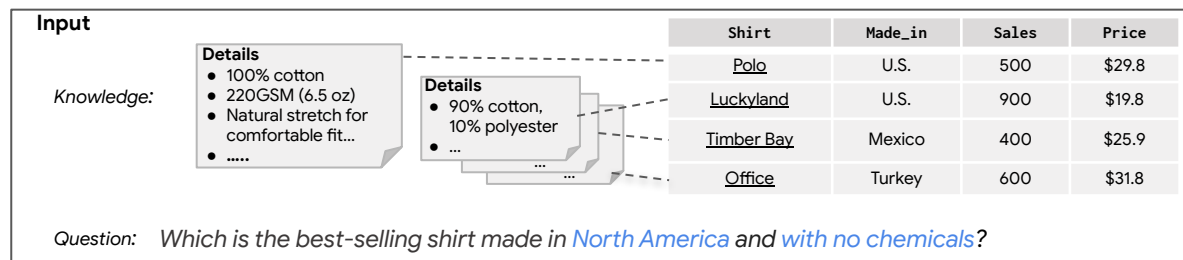 Input
Knowledge:
Details
● 100% cotton
● 220GSM (6.5 oz)
● Natural stretch for
comfortable fit...
● .....
Details
● 90% cotton,
10% polyester
● ...
...
...
Shirt Made_in Sales Price
Polo U.S. 500 $29.8
Luckyland U.S. 900 $19.8
Timber Bay Mexico 400 $25.9
Office Turkey 600 $31.8
Question: Which is the best-selling shirt made in North America and with no chemicals?